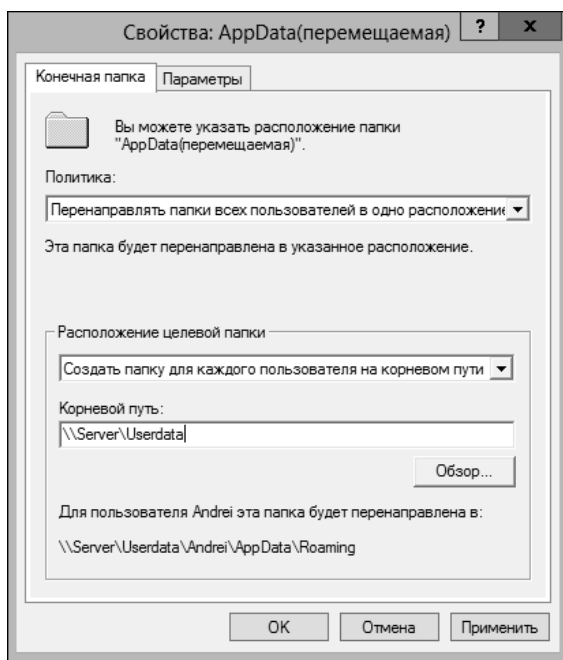 Свойства: AppData(перемещаемая)
? x
Конечная папка Параметры
Вы можете указать расположение папки
"AppData(перемещаемая)".
Политика:
Перенаправлять папки всех пользователей в одно расположение
Эта папка будет перенаправлена в указанное расположение.
Расположение целевой папки
Создать папку для каждого пользователя на корневом пути
Корневой путь:
\\Server\Userdata
Обзор...
Для пользователя Andrei эта папка будет перенаправлена в:
\\Server\Userdata\Andrei\AppData\Roaming
OK Отмена Применить